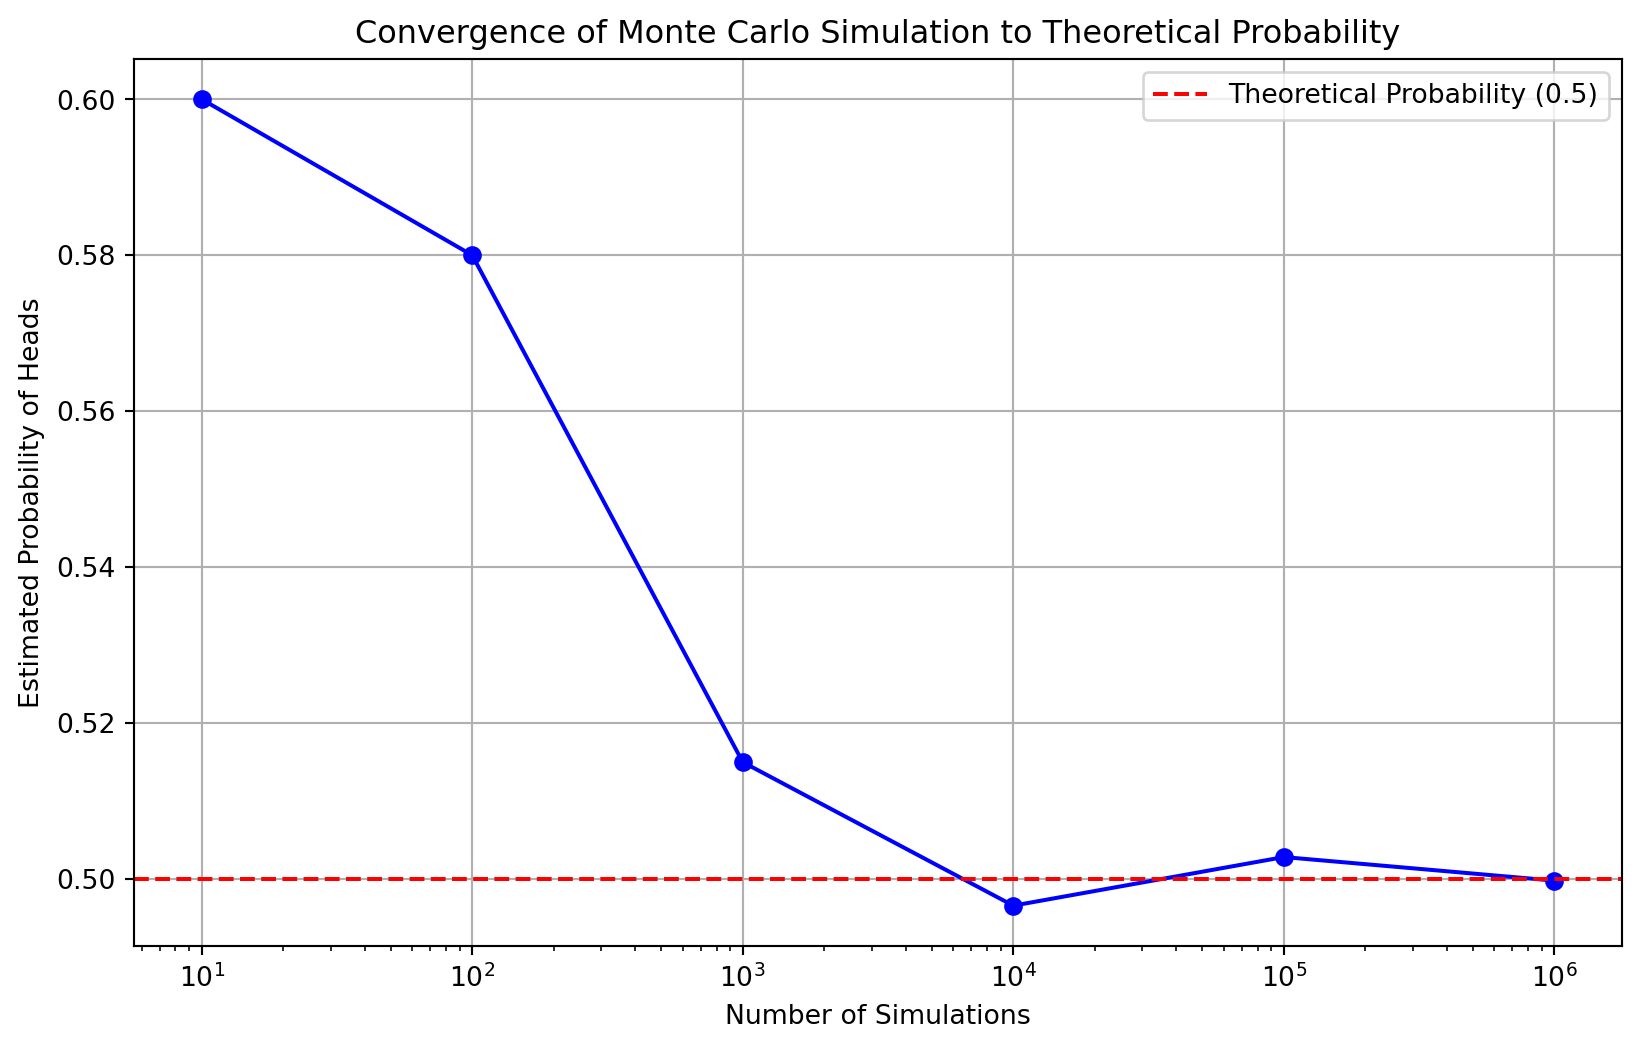 Convergence of Monte Carlo Simulation to Theoretical Probability
Theoretical Probability (0.5)
Estimated Probability of Heads
0.60
0.58
0.56
0.54
0.52
0.50
10¹ 10² 10³ 10⁴ 10⁵ 10⁶
Number of Simulations